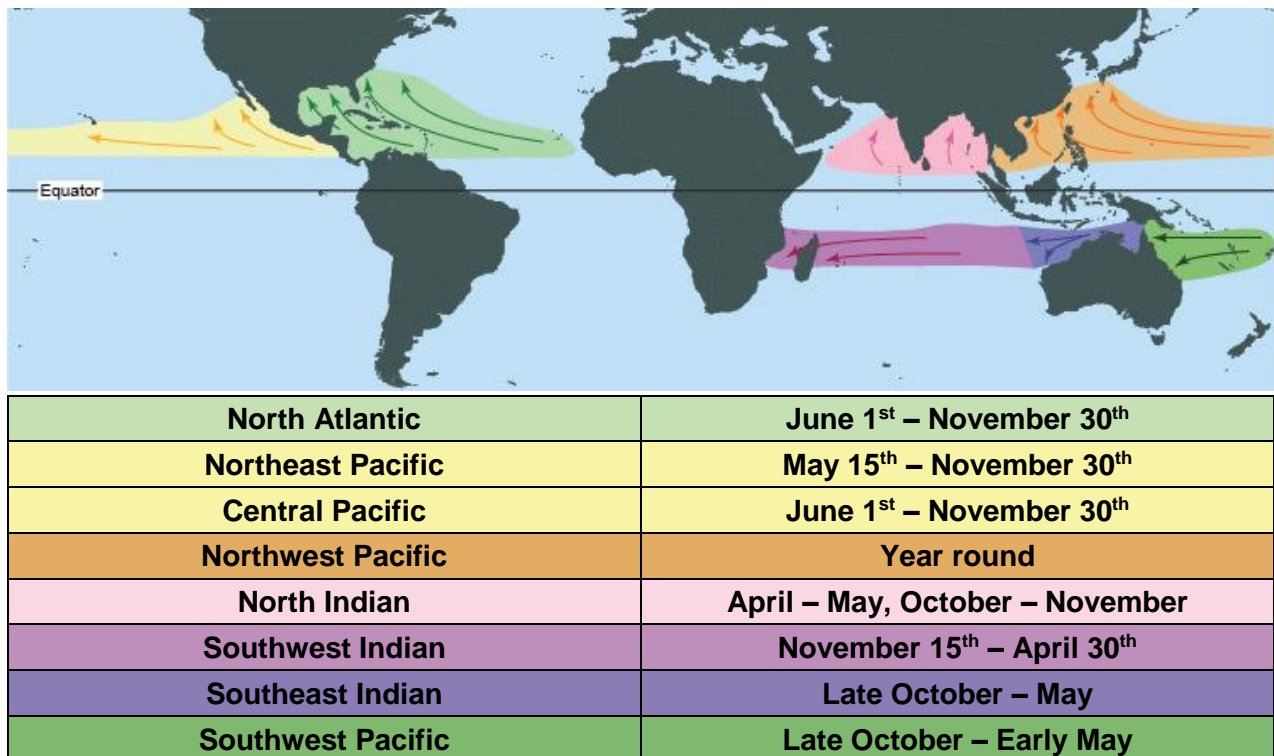 Equator
North Atlantic June 1st – November 30th
Northeast Pacific May 15th – November 30th
Central Pacific June 1st – November 30th
Northwest Pacific Year round
North Indian April – May, October – November
Southwest Indian November 15th – April 30th
Southeast Indian Late October – May
Southwest Pacific Late October – Early May